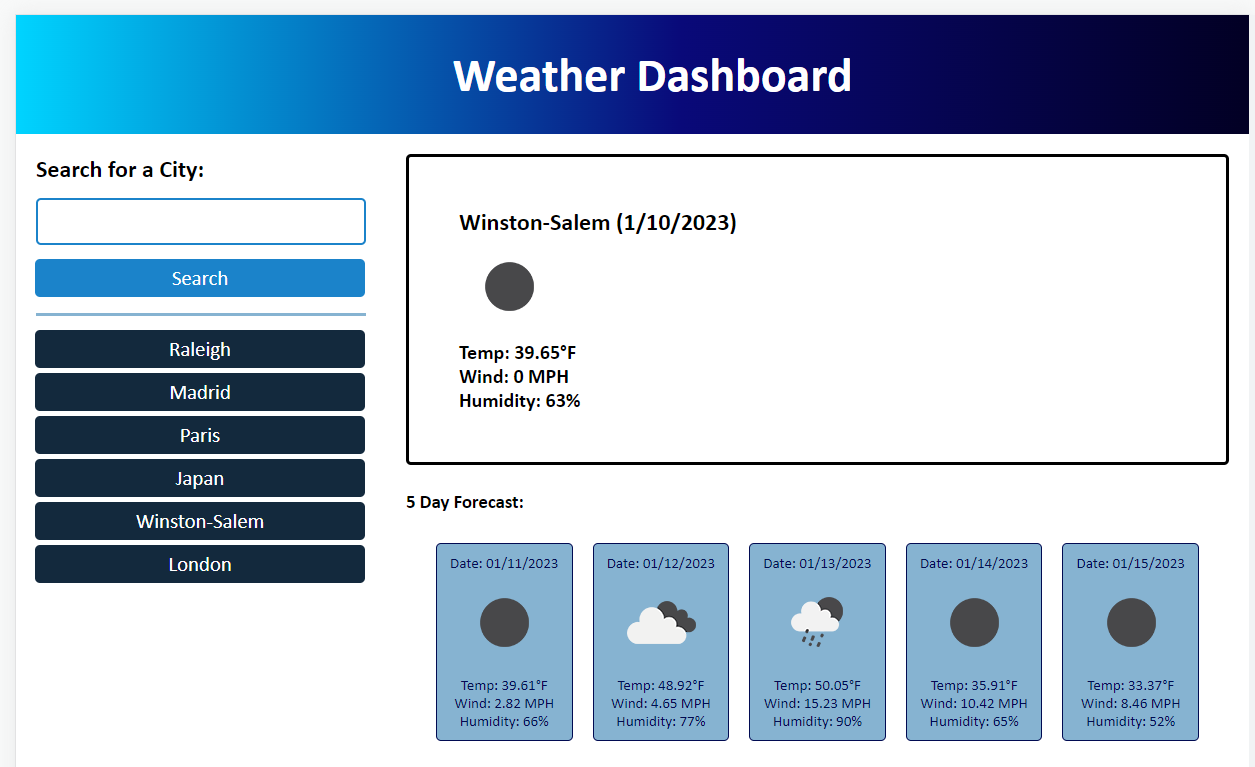 Weather Dashboard
Search for a City:
Search
Raleigh
Madrid
Paris
Japan
Winston-Salem
London
Winston-Salem (1/10/2023)
Temp: 39.65°F
Wind: 0 MPH
Humidity: 63%
5 Day Forecast:
Date: 01/11/2023
Temp: 39.61°F
Wind: 2.82 MPH
Humidity: 66%
Date: 01/12/2023
Temp: 48.92°F
Wind: 4.65 MPH
Humidity: 77%
Date: 01/13/2023
Temp: 50.05°F
Wind: 15.23 MPH
Humidity: 90%
Date: 01/14/2023
Temp: 35.91°F
Wind: 10.42 MPH
Humidity: 65%
Date: 01/15/2023
Temp: 33.37°F
Wind: 8.46 MPH
Humidity: 52%